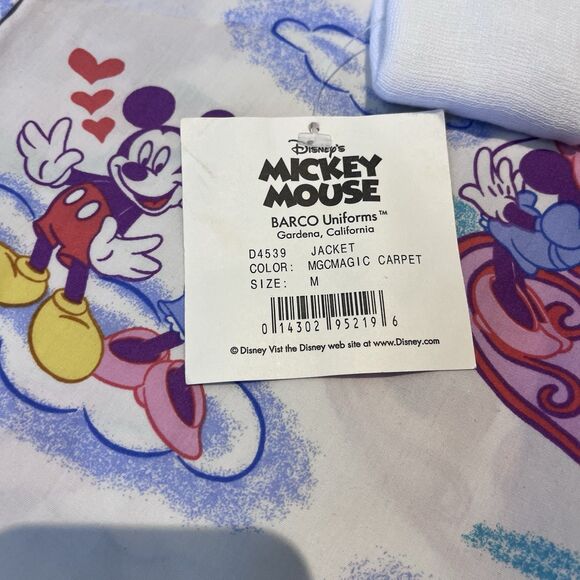 Disney's
MICKEY
MOUSE
BARCO Uniforms™
Gardena, California
D4539 JACKET
COLOR: MGCMAGIC CARPET
SIZE: M
0 14302 95219 6
© Disney Vist the Disney web site at www.Disney.com